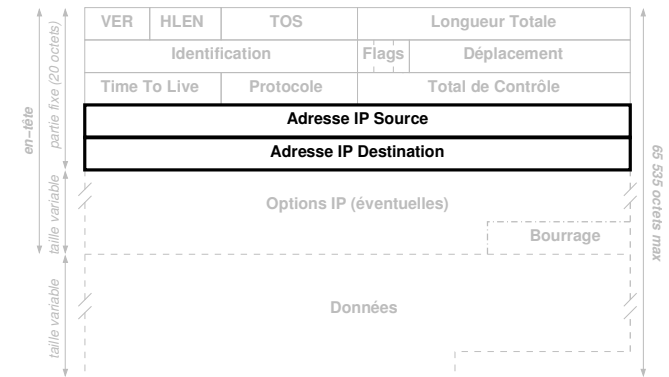 VER HLEN TOS Longueur Totale
Identification Flags Déplacement
Time To Live Protocole Total de Contrôle
Adresse IP Source
Adresse IP Destination
Options IP (éventuelles)
Bourrage
Données
en−tête
partie fixe (20 octets)
taille variable
taille variable
65 535 octets max